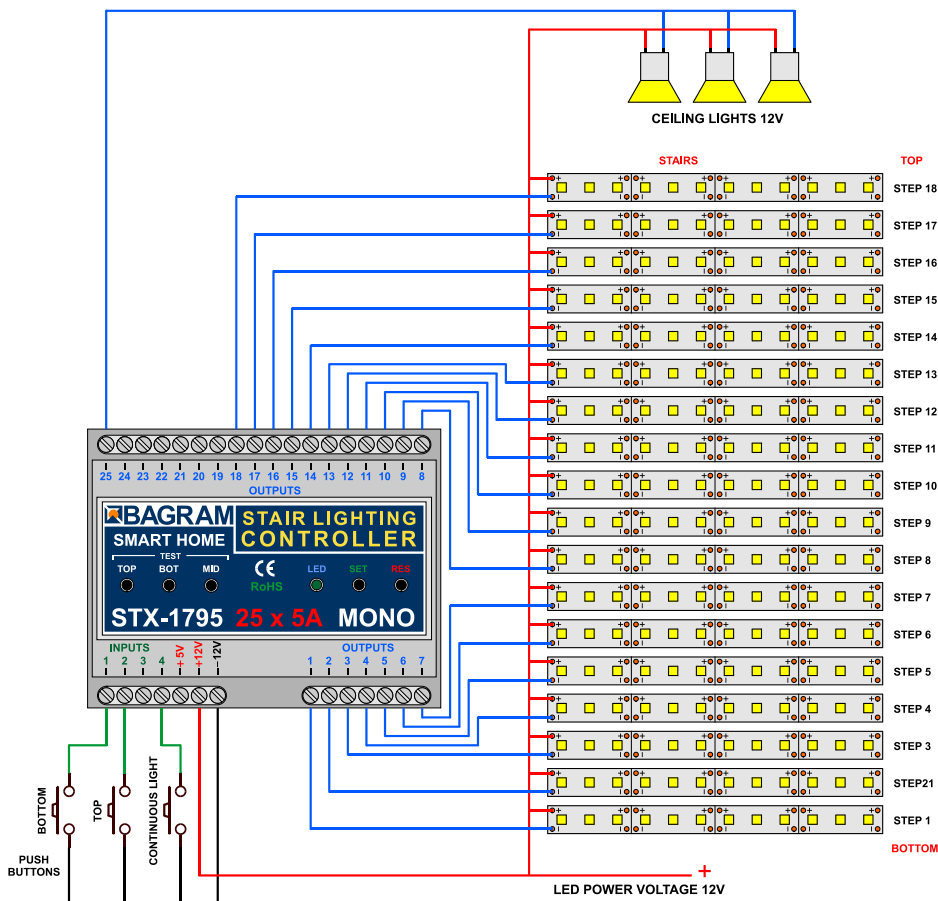 CEILING LIGHTS 12V
STAIRS TOP
STEP 18
STEP 17
STEP 16
STEP 15
STEP 14
STEP 13
STEP 12
STEP 11
STEP 10
STEP 9
STEP 8
STEP 7
STEP 6
STEP 5
STEP 4
STEP 3
STEP21
STEP 1
BOTTOM
25 24 23 22 21 20 19 18 17 16 15 14 13 12 11 10 9 8
OUTPUTS
BAGRAM
SMART HOME
STAIR LIGHTING
CONTROLLER
TEST
TOP BOT MID
CE
RoHS
LED SET RES
STX-1795 25 x 5A MONO
INPUTS
1 2 3 4 +5V +12V -12V
OUTPUTS
1 2 3 4 5 6 7
BOTTOM
TOP
CONTINUOUS LIGHT
PUSH
BUTTONS
+
LED POWER VOLTAGE 12V